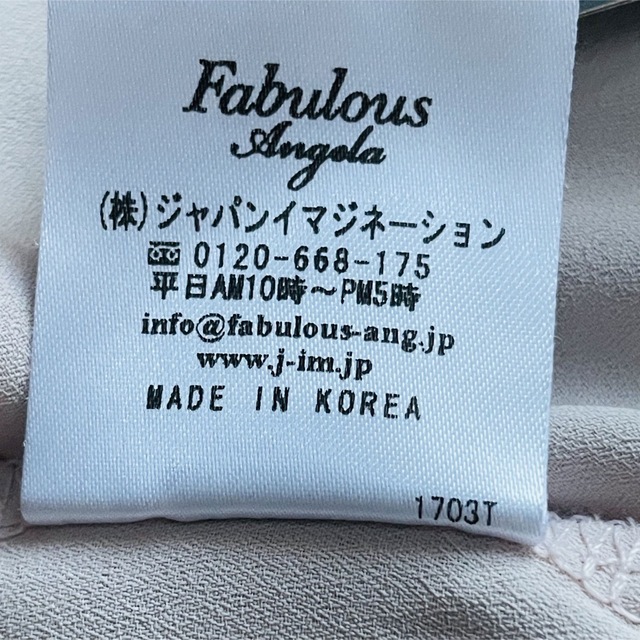 Fabulous
Angela
(株)ジャパンイマジネーション
0120-668-175
平日AM10時～PM5時
info@fabulous-ang.jp
www.j-im.jp
MADE IN KOREA
1703T